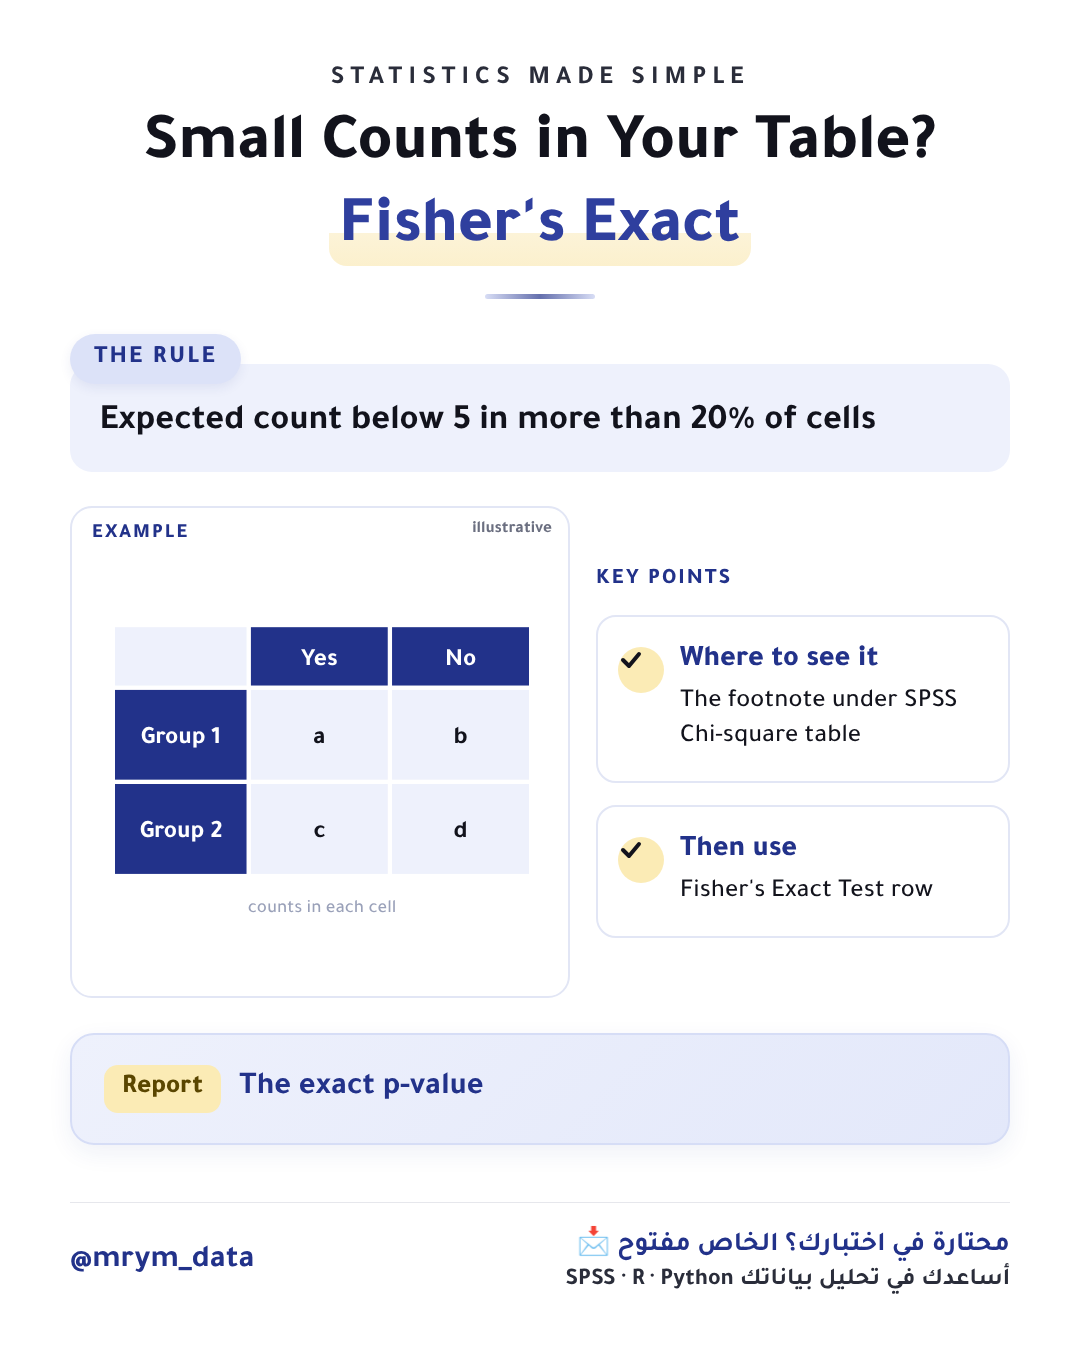 STATISTICS MADE SIMPLE
Small Counts in Your Table?
Fisher's Exact
THE RULE
Expected count below 5 in more than 20% of cells
EXAMPLE
illustrative
Yes
No
Group 1
a
b
Group 2
c
d
counts in each cell
KEY POINTS
Where to see it
The footnote under SPSS
Chi-square table
Then use
Fisher's Exact Test row
Report
The exact p-value
@mrym_data
محتارة في اختبارك؟ الخاص مفتوح 📩
أساعدك في تحليل بياناتك SPSS · R · Python